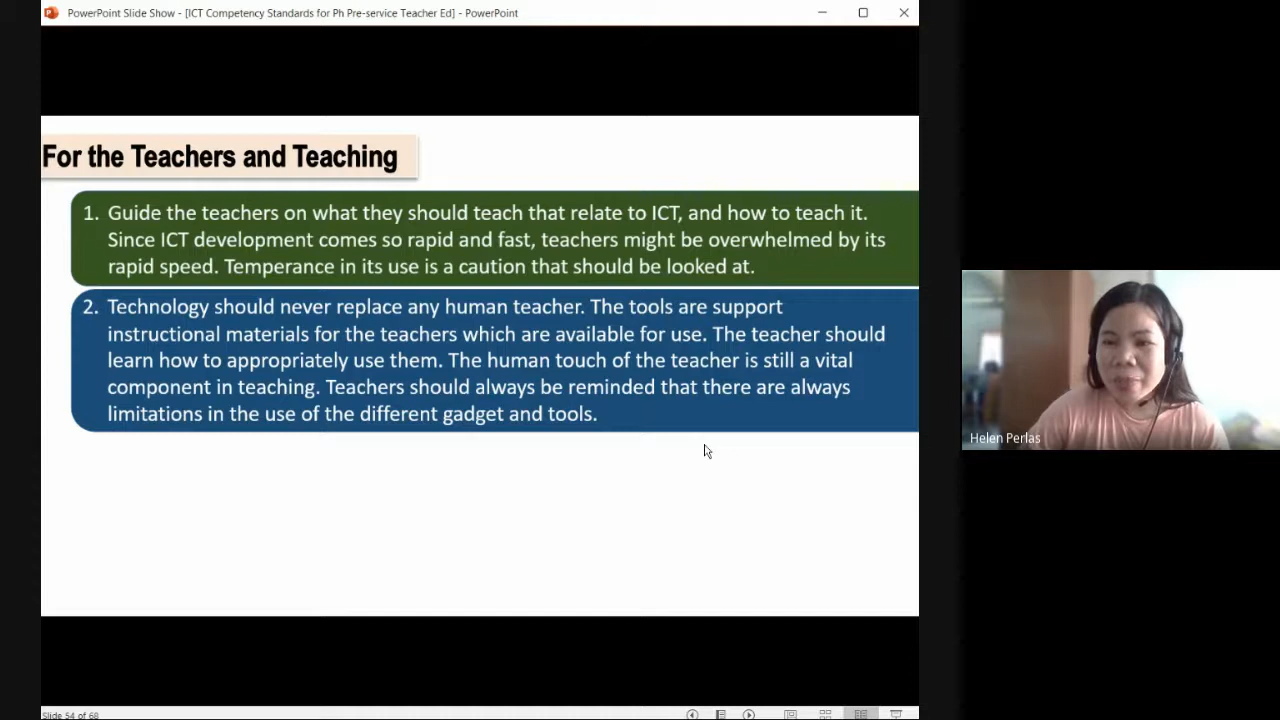 PowerPoint Slide Show - [ICT Competency Standards for Ph Pre-service Teacher Ed] - PowerPoint
For the Teachers and Teaching
1. Guide the teachers on what they should teach that relate to ICT, and how to teach it.
Since ICT development comes so rapid and fast, teachers might be overwhelmed by its
rapid speed. Temperance in its use is a caution that should be looked at.
2. Technology should never replace any human teacher. The tools are support
instructional materials for the teachers which are available for use. The teacher should
learn how to appropriately use them. The human touch of the teacher is still a vital
component in teaching. Teachers should always be reminded that there are always
limitations in the use of the different gadget and tools.
Helen Perlas
Slide 54 of 68